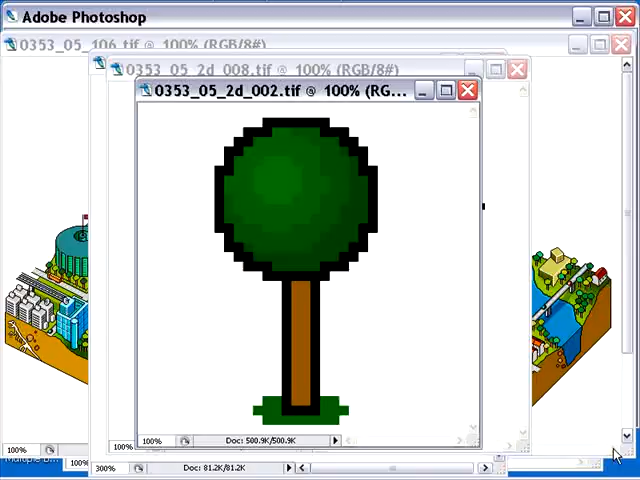 Adobe Photoshop
0353_05_106.tif @ 100% (RGB/8#)
0353_05_2d_008.tif @ 100% (RGB/8#)
0353_05_2d_002.tif @ 100% (RG...
100%
Doc: 500.9K/500.9K
100%
100%
100%
300%
Doc: 81.2K/81.2K